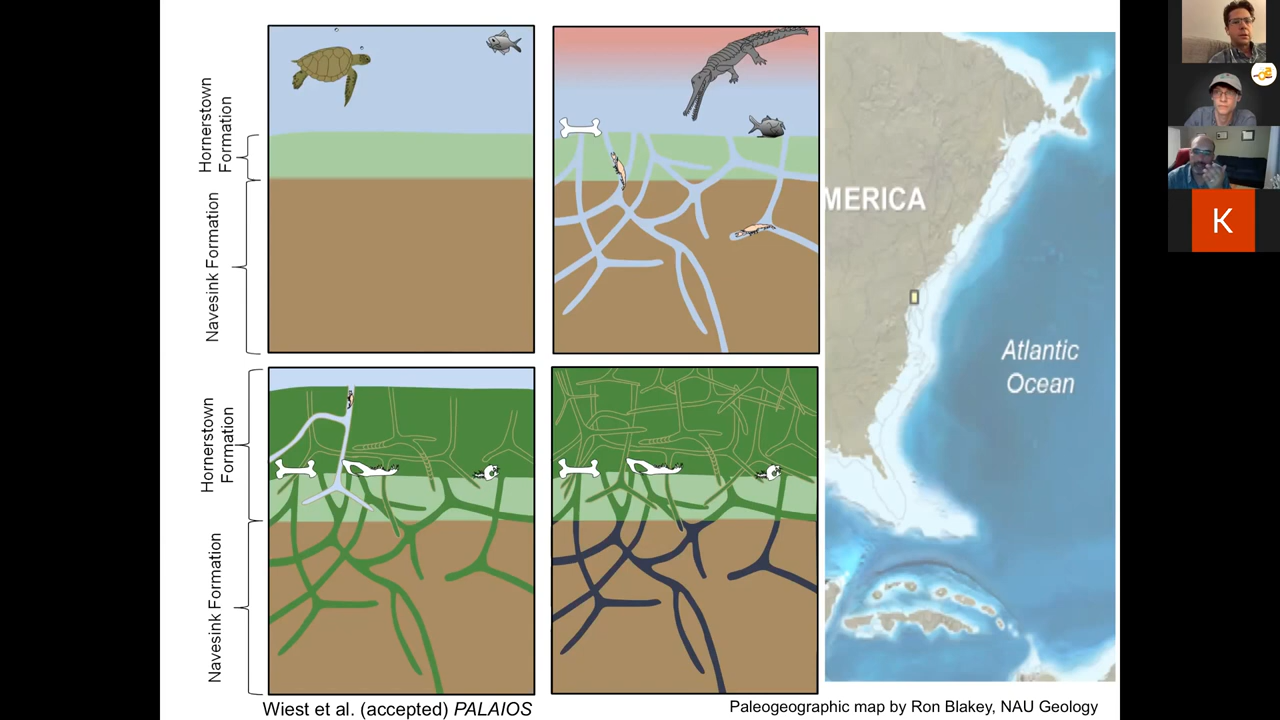 Hornerstown
Formation
Navesink Formation
Hornerstown
Formation
Navesink Formation
MERICA
Atlantic
Ocean
Wiest et al. (accepted) PALAIOS
Paleogeographic map by Ron Blakey, NAU Geology
K